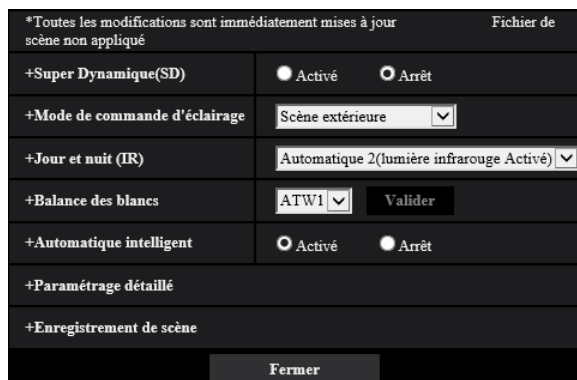 *Toutes les modifications sont immédiatement mises à jour Fichier de
scène non appliqué
+Super Dynamique(SD) Activé Arrêt
+Mode de commande d'éclairage Scène extérieure
+Jour et nuit (IR) Automatique 2(lumière infrarouge Activé)
+Balance des blancs ATW1 Valider
+Automatique intelligent Activé Arrêt
+Paramétrage détaillé
+Enregistrement de scène
Fermer